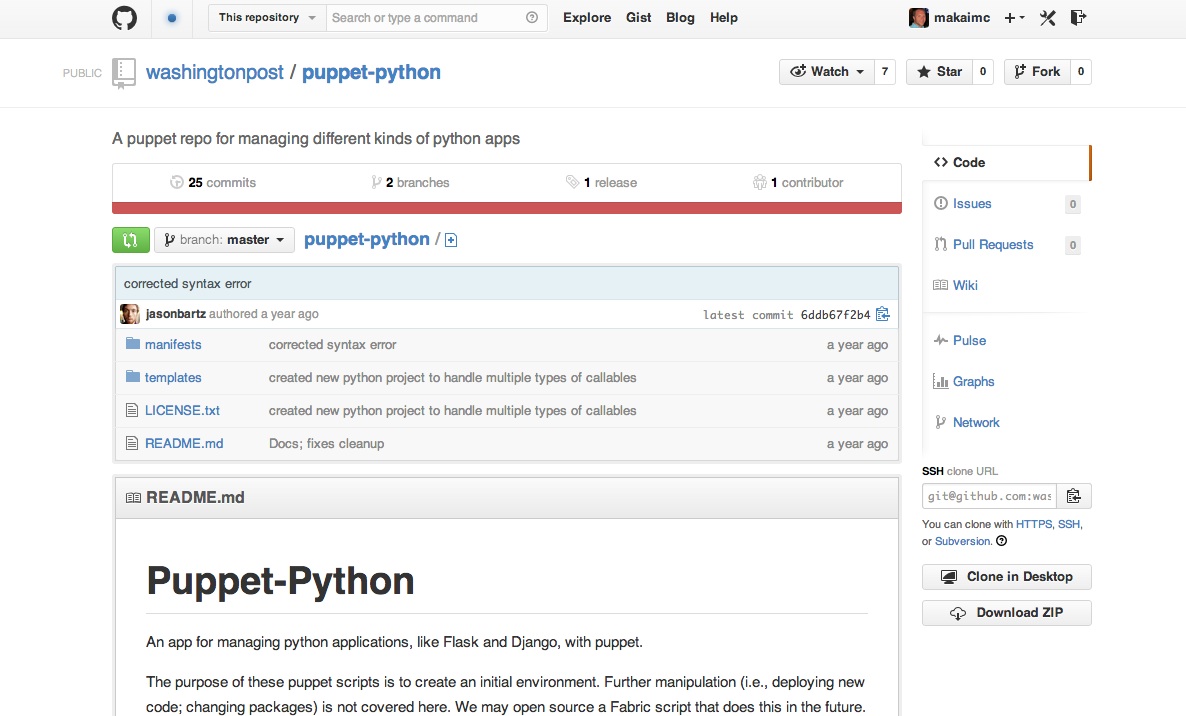 This repository Search or type a command Explore Gist Blog Help makaimc
PUBLIC washingtonpost / puppet-python Watch 7 Star 0 Fork 0
A puppet repo for managing different kinds of python apps
25 commits 2 branches 1 release 1 contributor
branch: master puppet-python /
corrected syntax error
jasonbartz authored a year ago latest commit 6ddb67f2b4
manifests corrected syntax error a year ago
templates created new python project to handle multiple types of callables a year ago
LICENSE.txt created new python project to handle multiple types of callables a year ago
README.md Docs; fixes cleanup a year ago
README.md
Puppet-Python
An app for managing python applications, like Flask and Django, with puppet.
The purpose of these puppet scripts is to create an initial environment. Further manipulation (i.e., deploying new
code; changing packages) is not covered here. We may open source a Fabric script that does this in the future.
Code
Issues 0
Pull Requests 0
Wiki
Pulse
Graphs
Network
SSH clone URL
git@github.com:was
You can clone with HTTPS, SSH,
or Subversion.
Clone in Desktop
Download ZIP